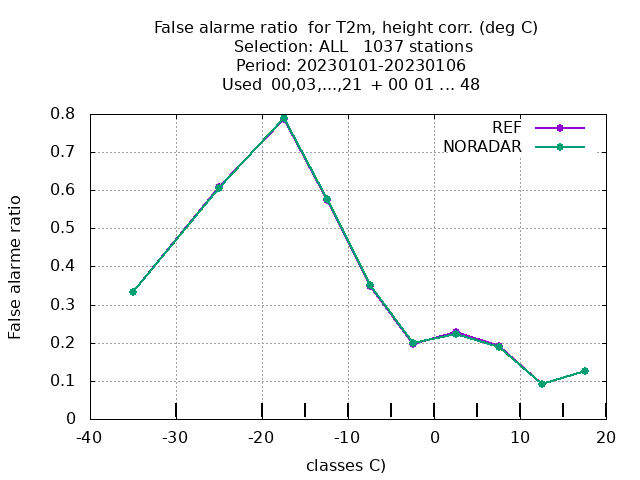 False alarme ratio  for T2m, height corr. (deg C)
Selection: ALL   1037 stations
Period: 20230101-20230106
Used  00,03,...,21  + 00 01 ... 48
REF
NORADAR
False alarme ratio
0.8
0.7
0.6
0.5
0.4
0.3
0.2
0.1
0
-40 -30 -20 -10 0 10 20
classes C)